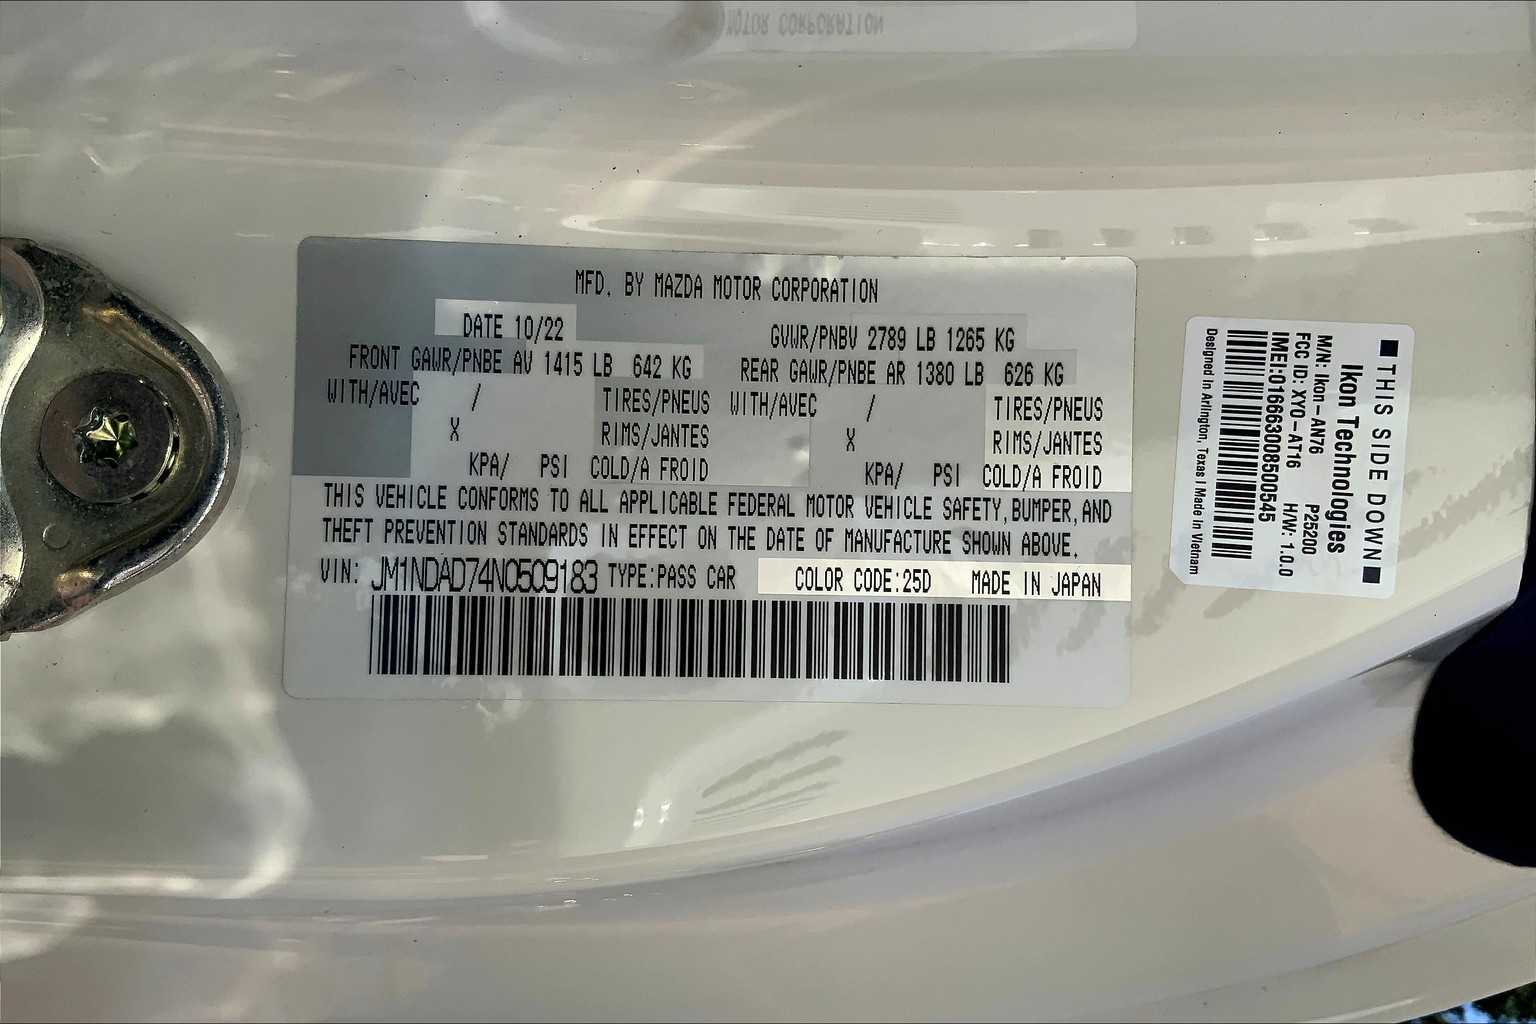 MOTOR CORPORATION
MFD. BY MAZDA MOTOR CORPORATION
DATE 10/22
GVWR/PNBV 2789 LB 1265 KG
FRONT GAWR/PNBE AV 1415 LB 642 KG
REAR GAWR/PNBE AR 1380 LB 626 KG
WITH/AVEC / TIRES/PNEUS WITH/AVEC / TIRES/PNEUS
X RIMS/JANTES X RIMS/JANTES
KPA/ PSI COLD/A FROID KPA/ PSI COLD/A FROID
THIS VEHICLE CONFORMS TO ALL APPLICABLE FEDERAL MOTOR VEHICLE SAFETY, BUMPER, AND
THEFT PREVENTION STANDARDS IN EFFECT ON THE DATE OF MANUFACTURE SHOWN ABOVE.
VIN: JM1NDAD74N0509183 TYPE:PASS CAR COLOR CODE:25D MADE IN JAPAN
■ THIS SIDE DOWN ■
Ikon Technologies
M/N: Ikon-AN76 P25200
FCC ID: XYO-AT16 H/W: 1.0.0
IMEI:016663008500545
Designed in Arlington, Texas | Made in Vietnam